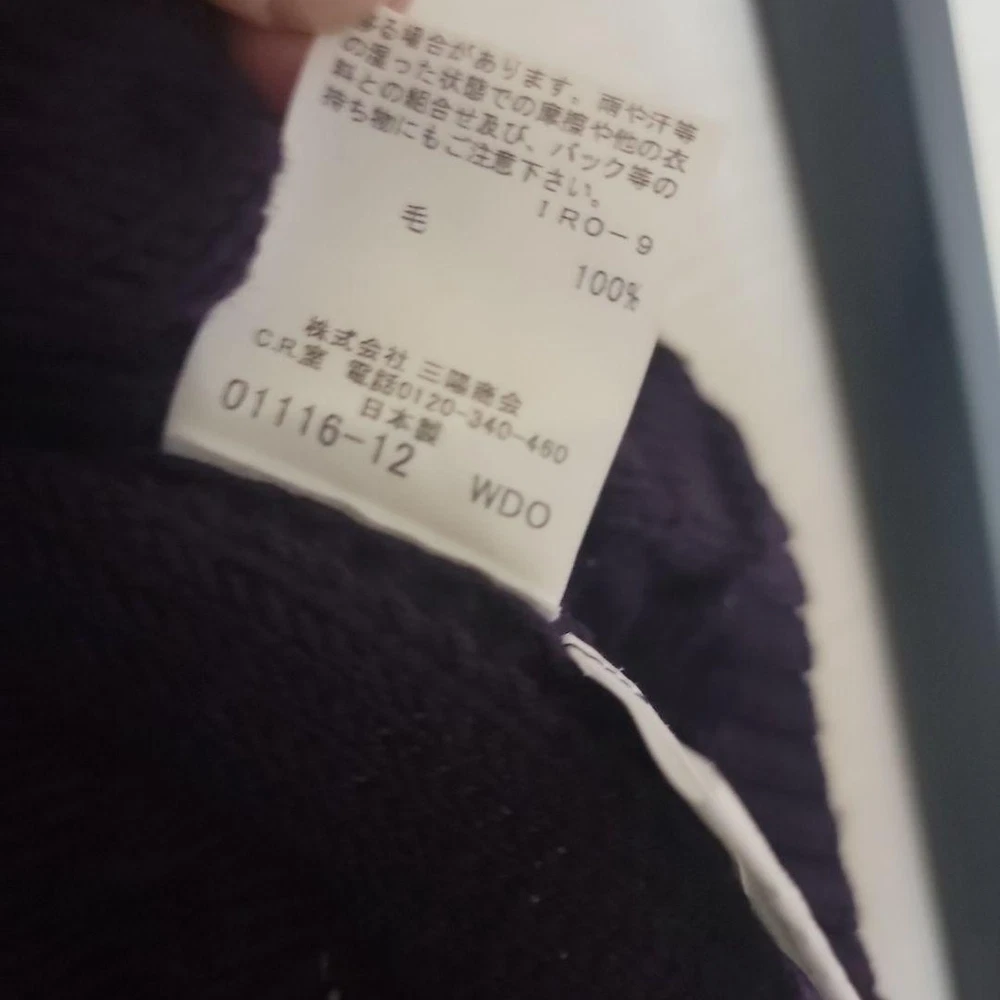 移る場合があります。雨や汗等
の湿った状態での摩擦や他の衣
類との組合せ及び、バック等の
持ち物にもご注意下さい。
IRO-9
毛 100%
株式会社 三陽商会
C.R.室 電話0120-340-460
日本製
01116-12 WDO